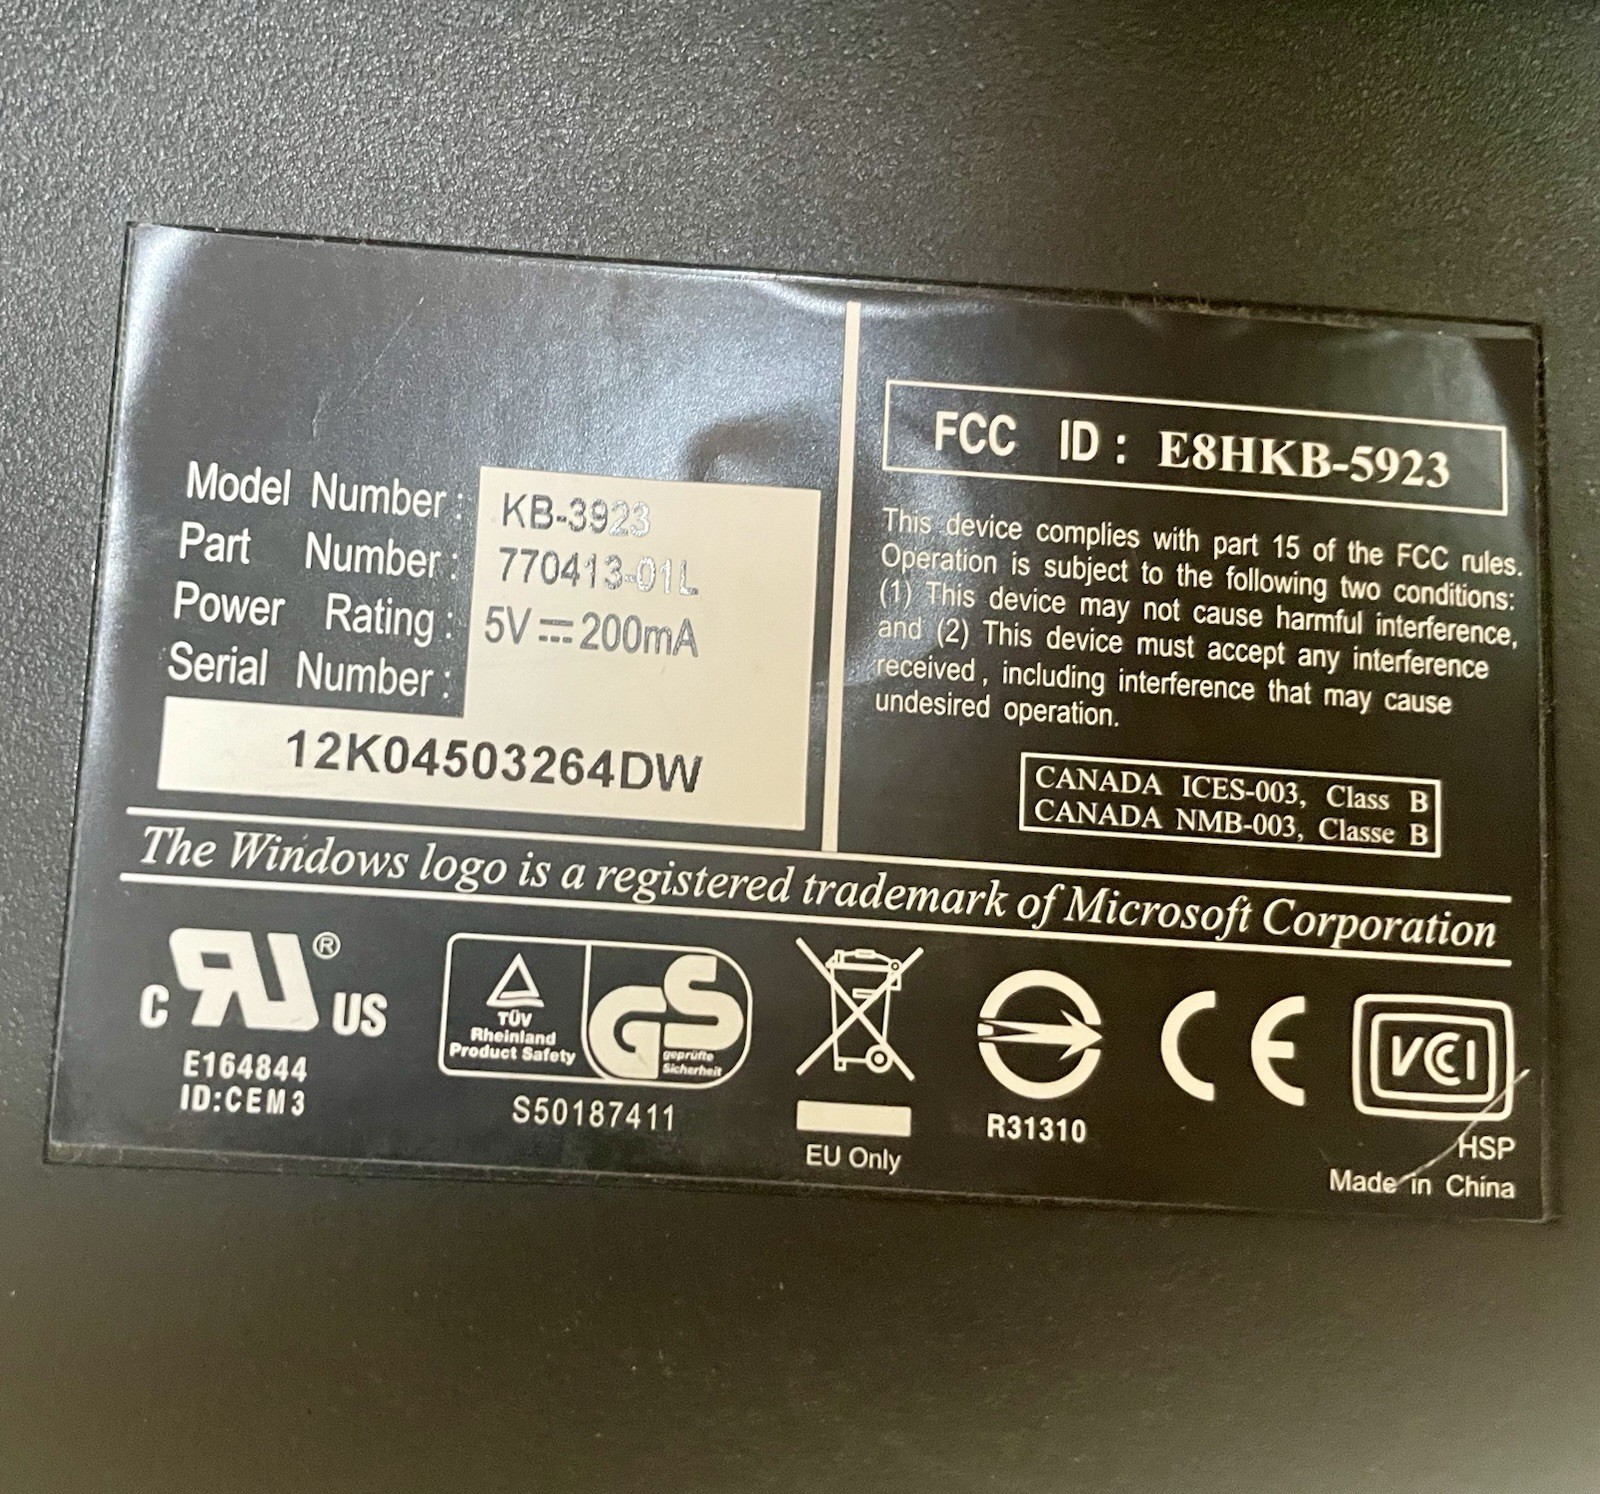 Model Number: KB-3923
Part Number: 770413-01L
Power Rating: 5V⎓200mA
Serial Number:
12K04503264DW
FCC ID: E8HKB-5923
This device complies with part 15 of the FCC rules.
Operation is subject to the following two conditions:
(1) This device may not cause harmful interference,
and (2) This device must accept any interference
received, including interference that may cause
undesired operation.
CANADA ICES-003, Class B
CANADA NMB-003, Classe B
The Windows logo is a registered trademark of Microsoft Corporation
C RU ® US
E164844
ID:CEM3
TÜV
Rheinland
Product Safety
GS
geprüfte
Sicherheit
S50187411
EU Only
R31310
CE
VCCI
HSP
Made in China